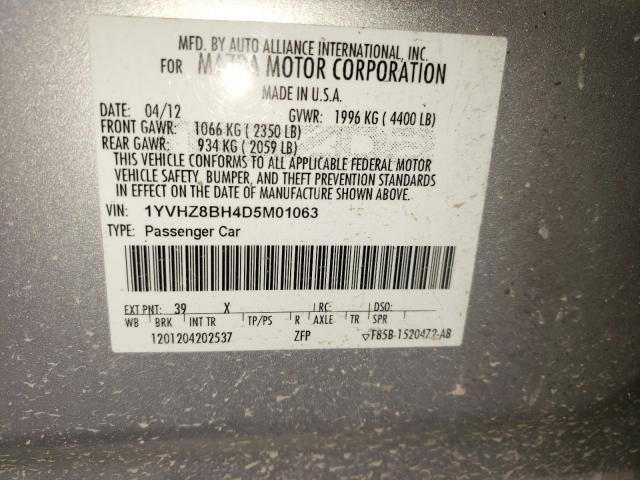 MFD. BY AUTO ALLIANCE INTERNATIONAL, INC.
FOR MAZDA MOTOR CORPORATION
MADE IN U.S.A.
DATE: 04/12 GVWR: 1996 KG ( 4400 LB)
FRONT GAWR: 1066 KG ( 2350 LB)
REAR GAWR: 934 KG ( 2059 LB)
THIS VEHICLE CONFORMS TO ALL APPLICABLE FEDERAL MOTOR
VEHICLE SAFETY, BUMPER, AND THEFT PREVENTION STANDARDS
IN EFFECT ON THE DATE OF MANUFACTURE SHOWN ABOVE.
VIN: 1YVHZ8BH4D5M01063
TYPE: Passenger Car
EXT PNT: 39 X RC: DSO:
WB BRK INT TR TP/PS R AXLE TR SPR
1201204202537 ZFP ▽F85B-1520472-AB